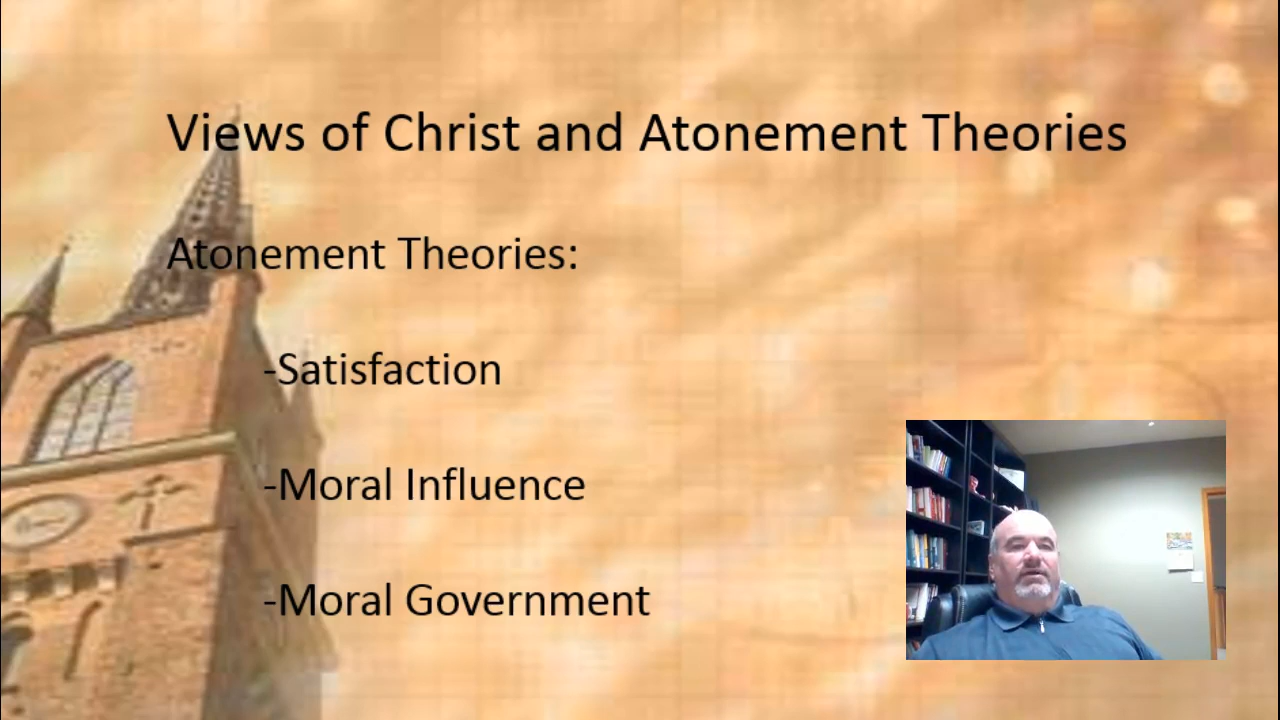 Views of Christ and Atonement Theories
Atonement Theories:
-Satisfaction
-Moral Influence
-Moral Government